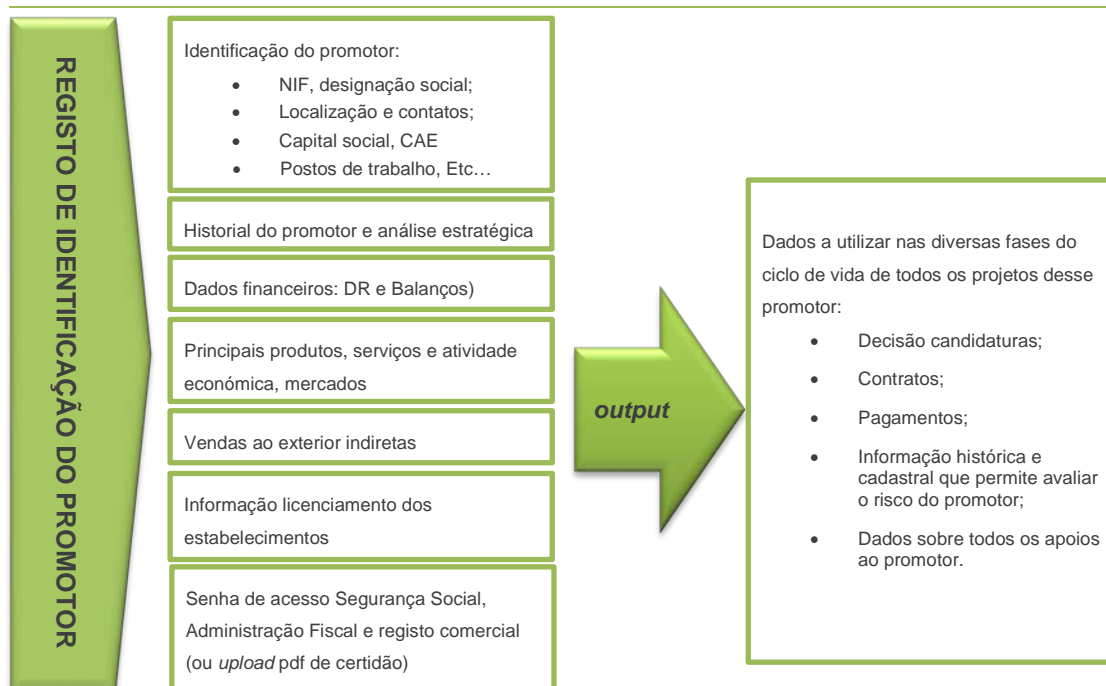 REGISTO DE IDENTIFICAÇÃO DO PROMOTOR
Identificação do promotor:
• NIF, designação social;
• Localização e contatos;
• Capital social, CAE
• Postos de trabalho, Etc…
Historial do promotor e análise estratégica
Dados financeiros: DR e Balanços)
Principais produtos, serviços e atividade
económica, mercados
Vendas ao exterior indiretas
Informação licenciamento dos
estabelecimentos
Senha de acesso Segurança Social,
Administração Fiscal e registo comercial
(ou upload pdf de certidão)
output
Dados a utilizar nas diversas fases do
ciclo de vida de todos os projetos desse
promotor:
• Decisão candidaturas;
• Contratos;
• Pagamentos;
• Informação histórica e
cadastral que permite avaliar
o risco do promotor;
• Dados sobre todos os apoios
ao promotor.